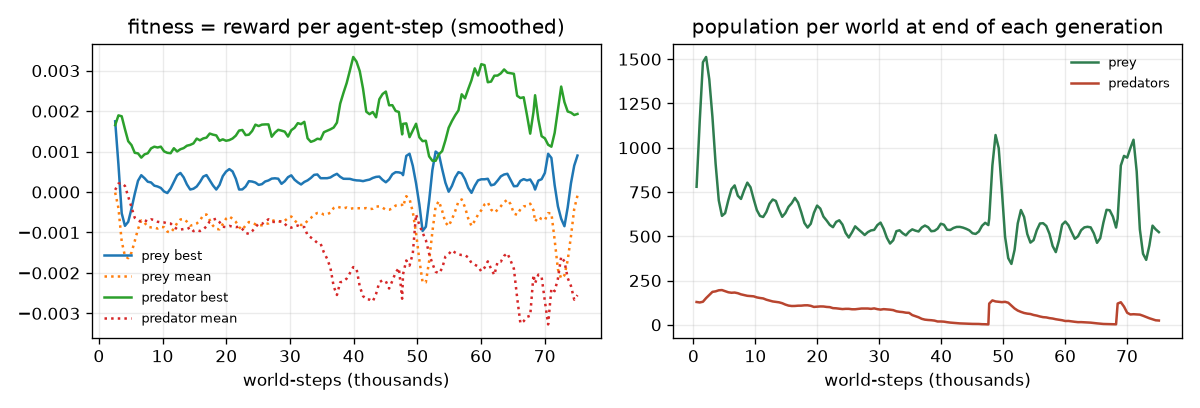 fitness = reward per agent-step (smoothed)
0.003
0.002
0.001
0.000
−0.001
−0.002
−0.003
prey best
prey mean
predator best
predator mean
0 10 20 30 40 50 60 70
world-steps (thousands)
population per world at end of each generation
1500
1250
1000
750
500
250
0
prey
predators
0 10 20 30 40 50 60 70
world-steps (thousands)